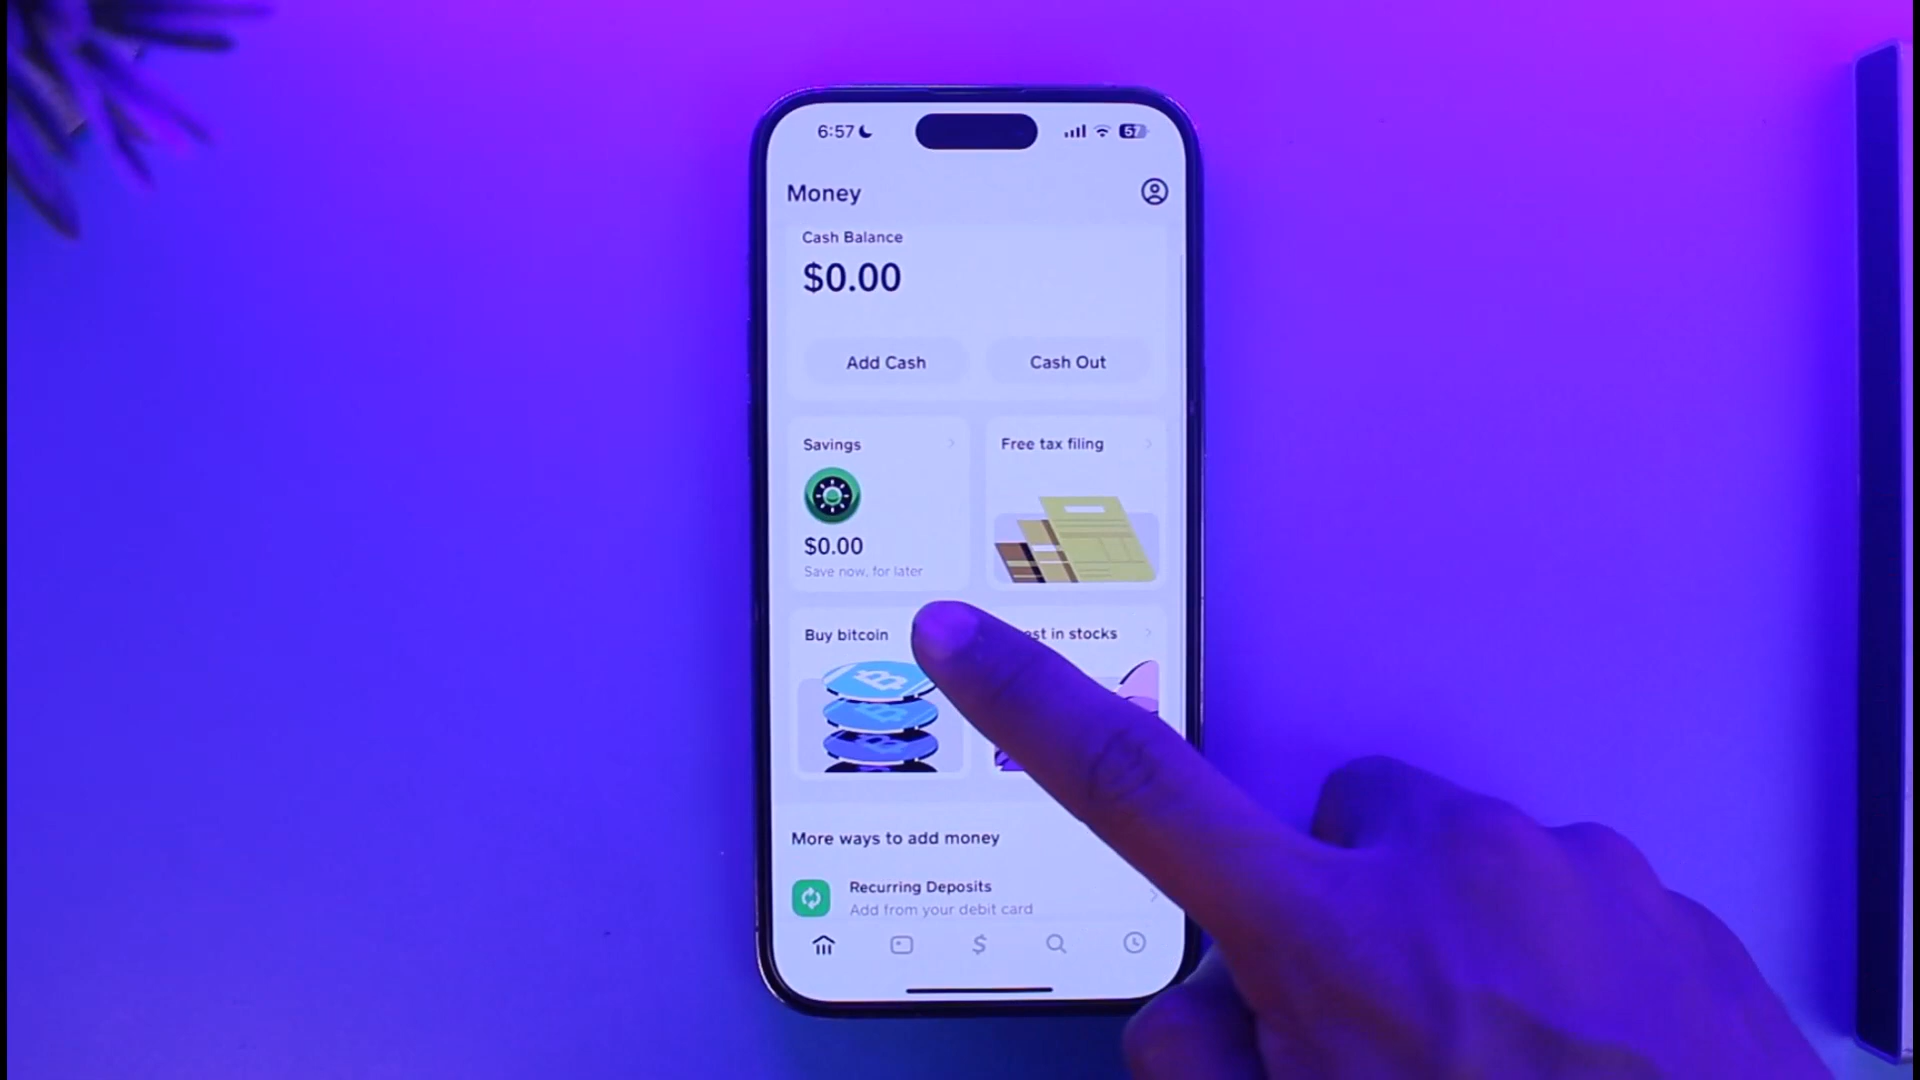 6:57
57
Money
Cash Balance
$0.00
Add Cash
Cash Out
Savings
Free tax filing
$0.00
Save now, for later
Buy bitcoin
in stocks
More ways to add money
Recurring Deposits
Add from your debit card